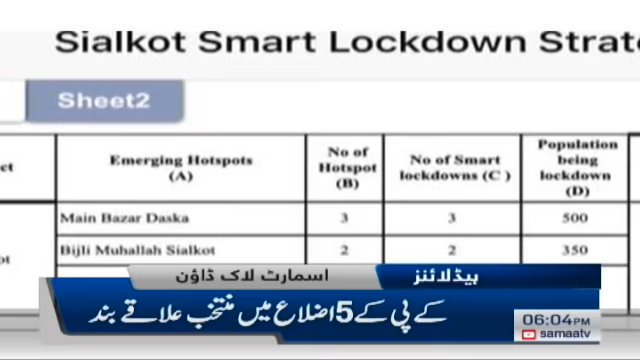 Sialkot Smart Lockdown Strate
Sheet2
ct
Emerging Hotspots (A)
No of Hotspot (B)
No of Smart lockdowns (C )
Population being lockdown (D)
Main Bazar Daska 3 3 500
ot
Bijli Muhallah Sialkot 2 2 350
اسمارٹ لاک ڈاؤن
ہیڈلائنز
کے پی کے 5 اضلاع میں منتخب علاقے بند
06:04PM
samaatv